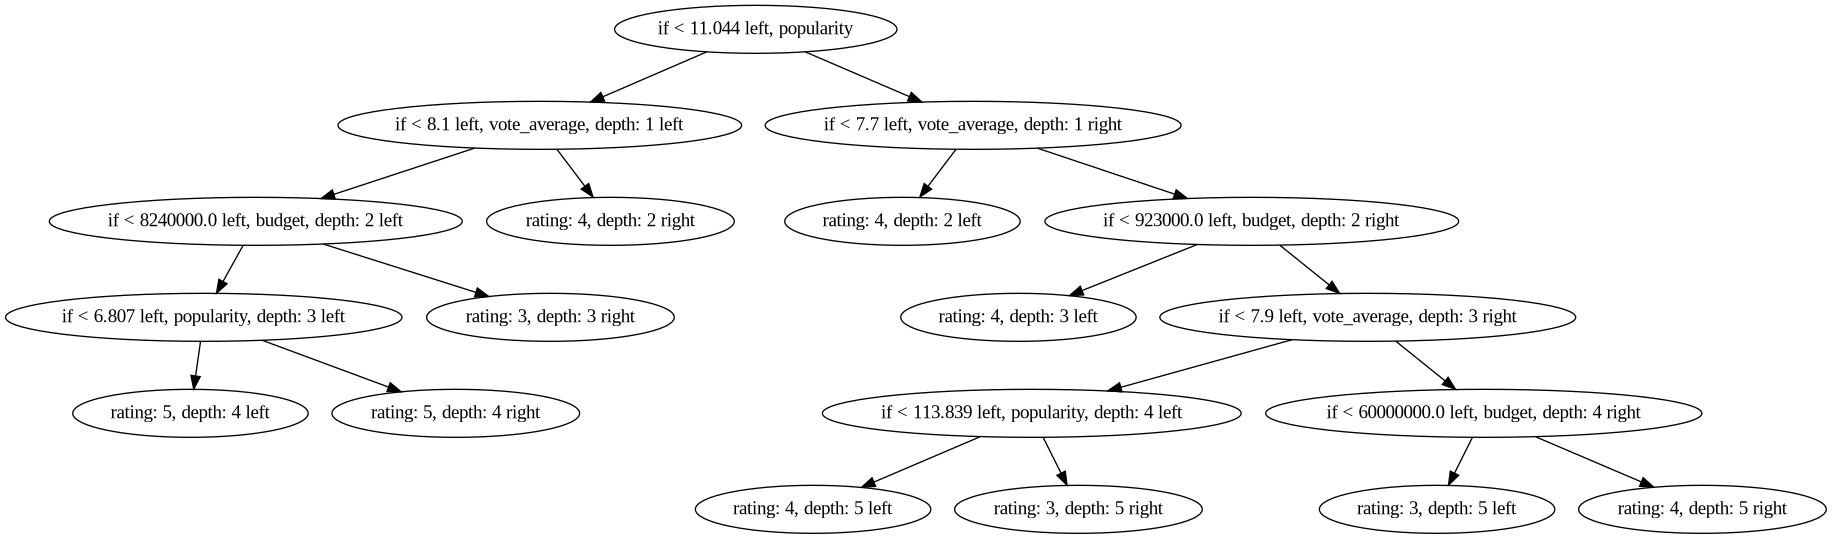 if < 11.044 left, popularity
if < 8.1 left, vote_average, depth: 1 left
if < 7.7 left, vote_average, depth: 1 right
if < 8240000.0 left, budget, depth: 2 left
rating: 4, depth: 2 right
rating: 4, depth: 2 left
if < 923000.0 left, budget, depth: 2 right
if < 6.807 left, popularity, depth: 3 left
rating: 3, depth: 3 right
rating: 4, depth: 3 left
if < 7.9 left, vote_average, depth: 3 right
rating: 5, depth: 4 left
rating: 5, depth: 4 right
if < 113.839 left, popularity, depth: 4 left
if < 60000000.0 left, budget, depth: 4 right
rating: 4, depth: 5 left
rating: 3, depth: 5 right
rating: 3, depth: 5 left
rating: 4, depth: 5 right